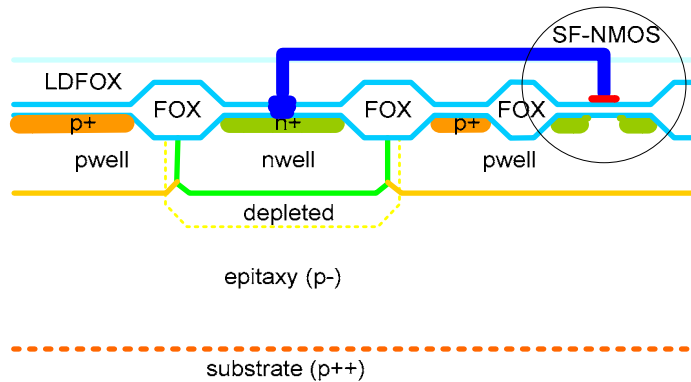 SF-NMOS
LDFOX
FOX
FOX
FOX
p+
n+
p+
pwell
nwell
pwell
depleted
epitaxy (p-)
substrate (p++)